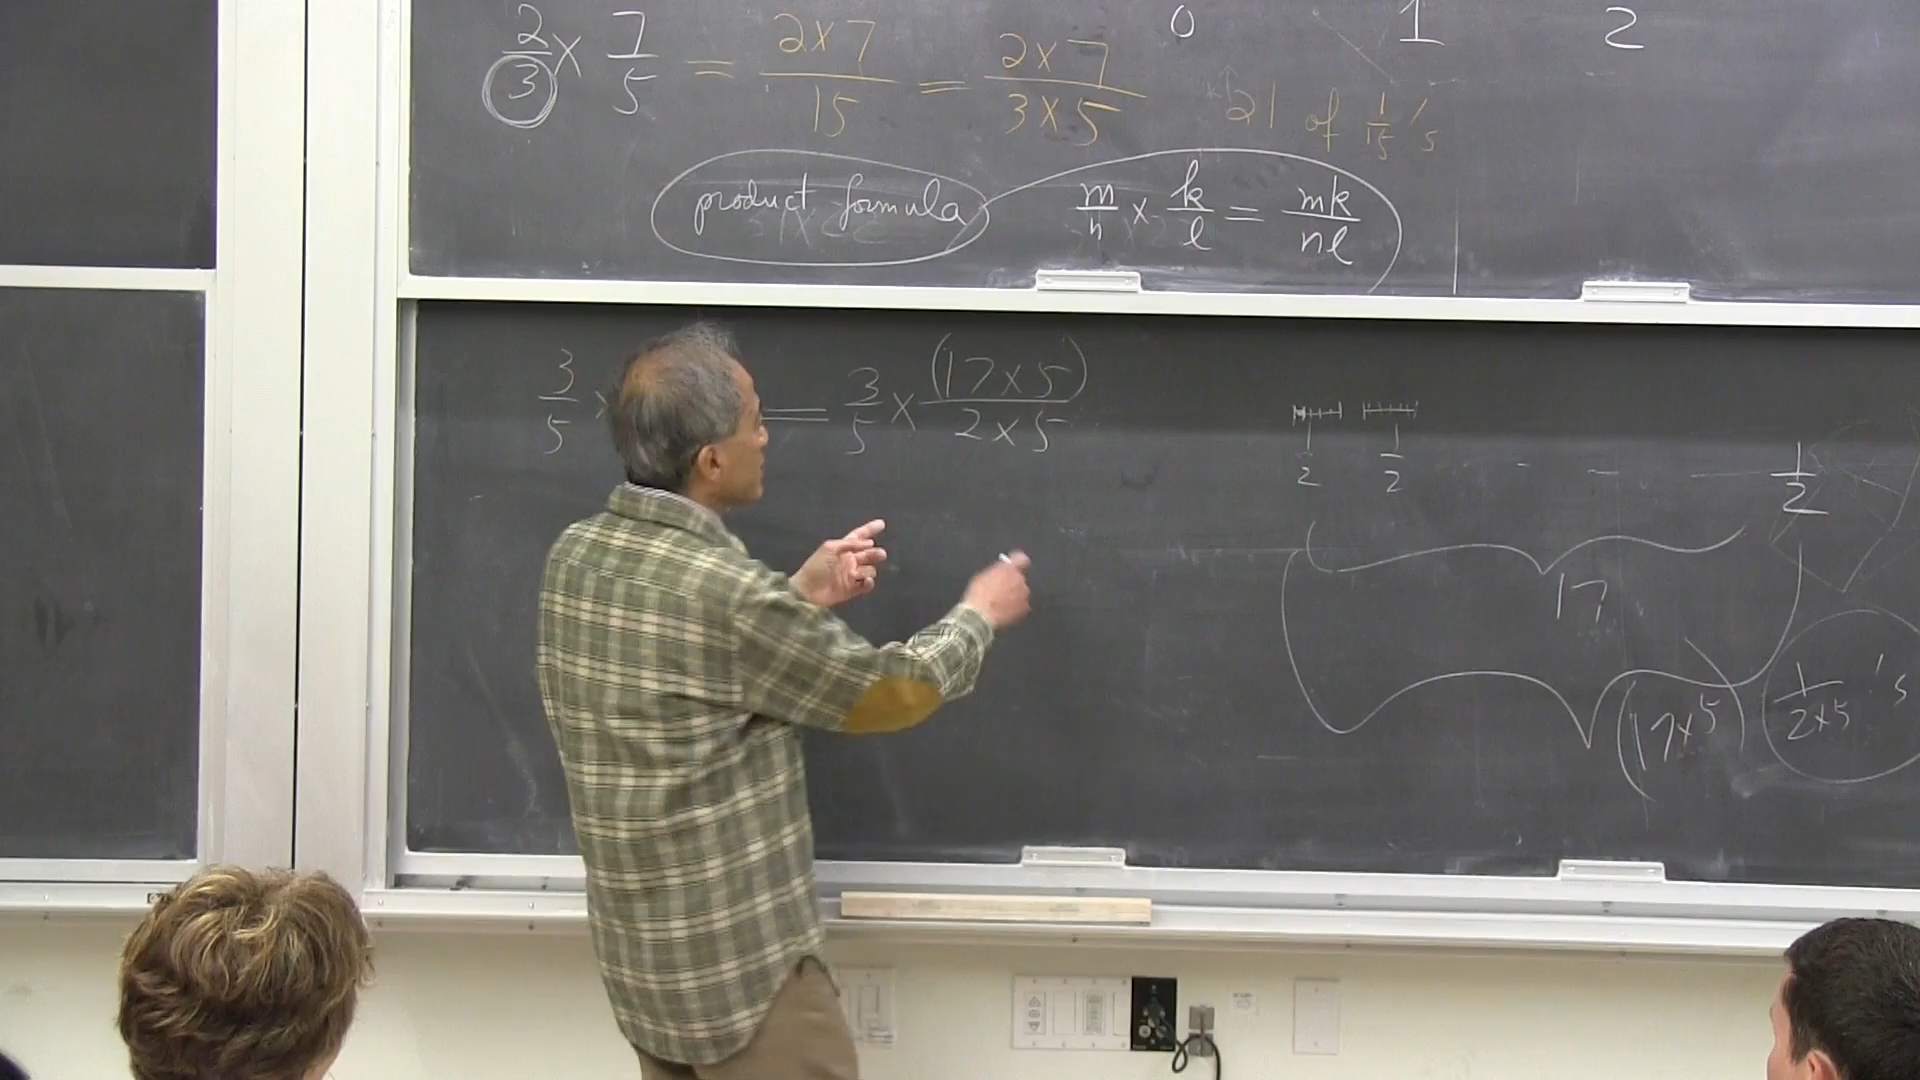 2/3 × 7/5 = 2×7/15 = 2×7/3×5
0 1 2
21 of 1/15's
product formula m/n × k/l = mk/nl
3/5 × = 3/5 × (17×5)/2×5
1/2 1/2 - - 1/2
17
(17×5) 1/2×5 's